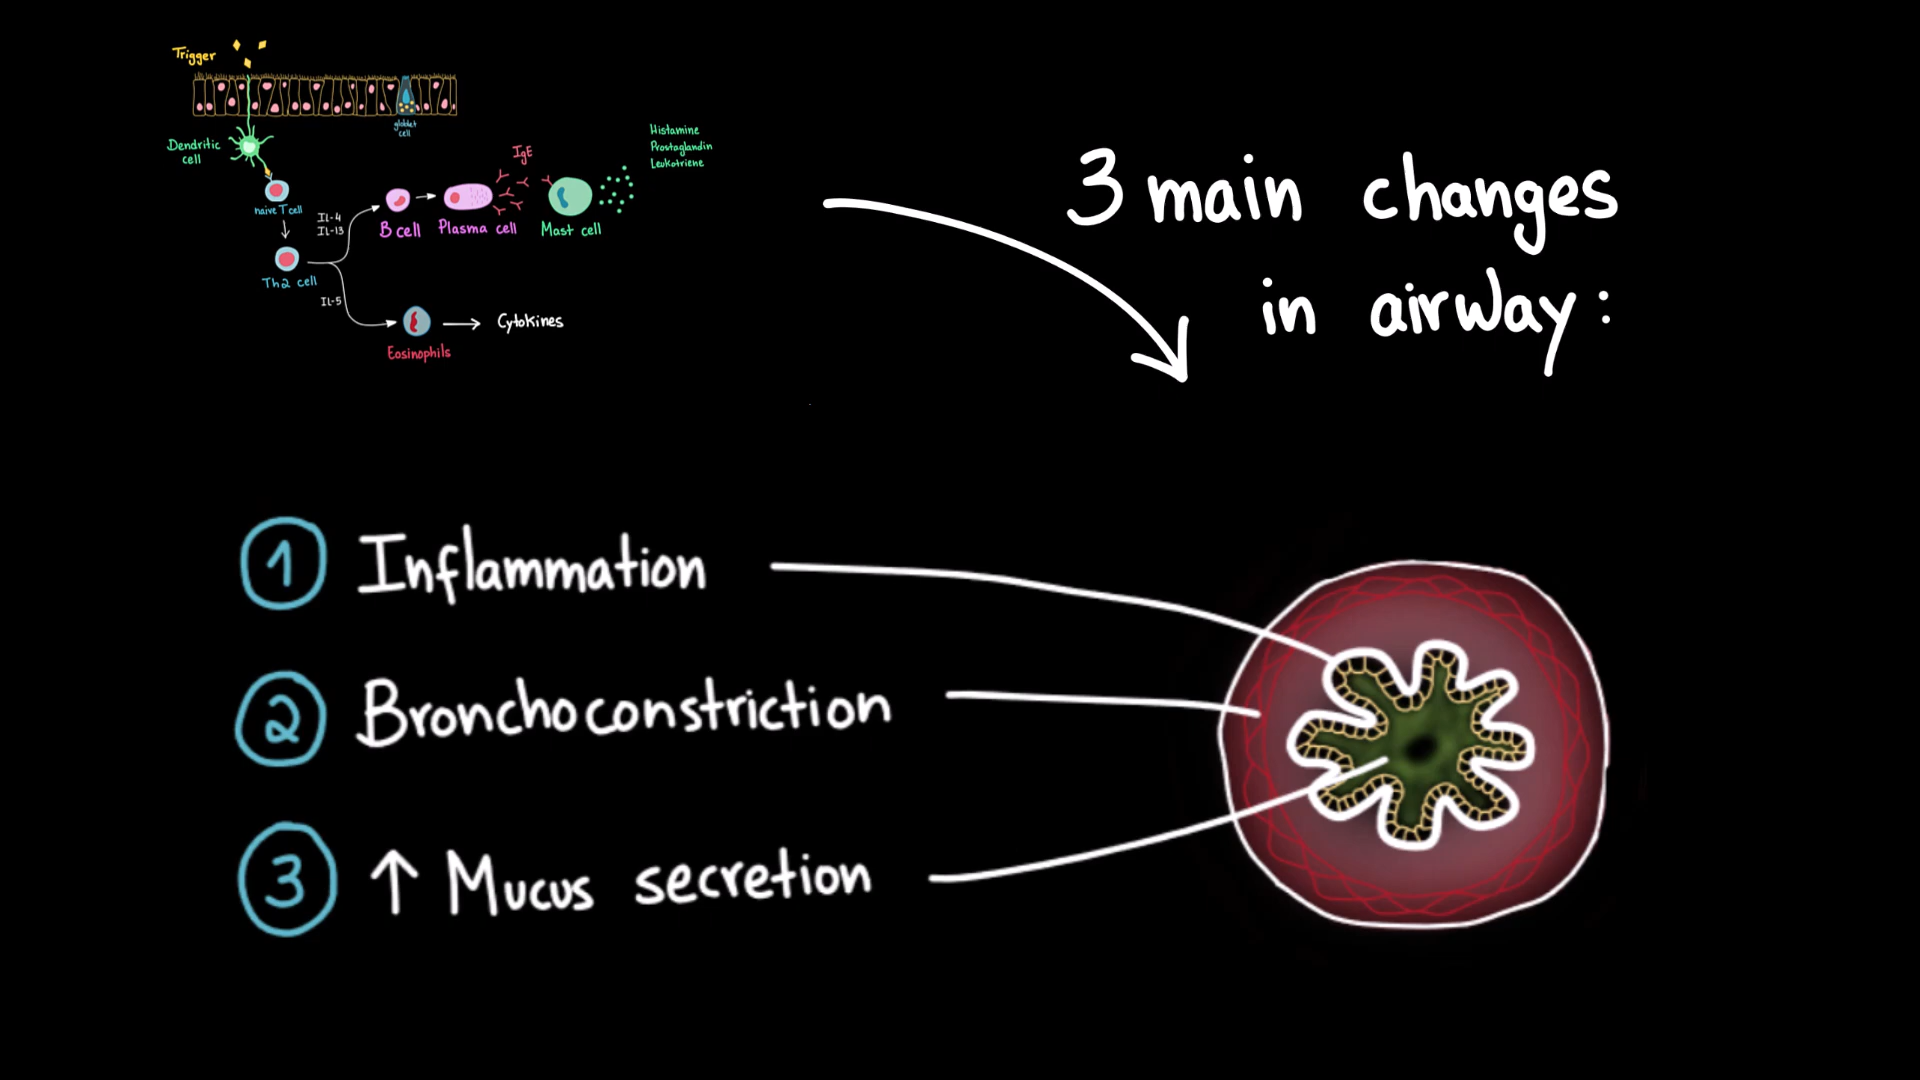 Trigger
goblet
cell
Dendritic
cell
Histamine
Prostaglandin
Leukotriene
IgE
naive T cell
IL-4
IL-13
B cell
Plasma cell
Mast cell
Th2 cell
IL-5
Cytokines
Eosinophils
3 main changes
in airway:
1 Inflammation
2 Bronchoconstriction
3 ↑ Mucus secretion